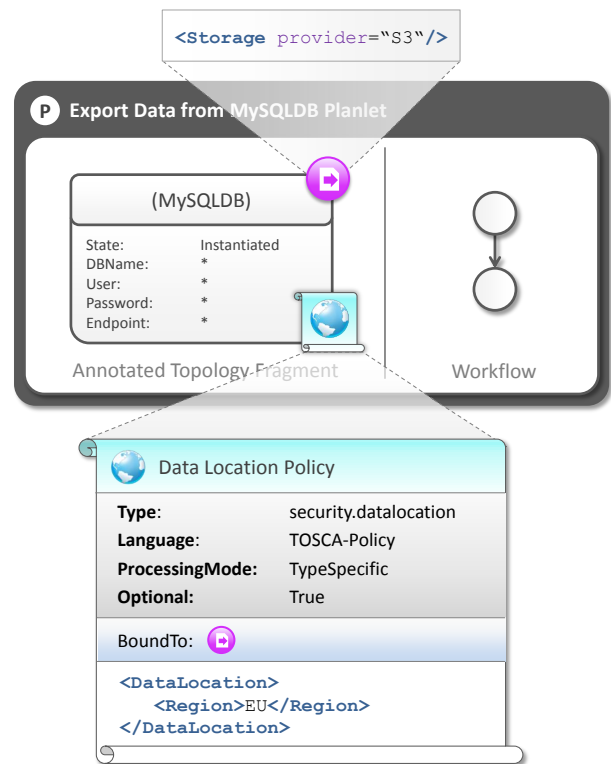 <Storage provider=“S3“/>
P Export Data from MySQLDB Planlet
(MySQLDB)
State: Instantiated
DBName: *
User: *
Password: *
Endpoint: *
Annotated Topology Fragment
Workflow
Data Location Policy
Type: security.datalocation
Language: TOSCA-Policy
ProcessingMode: TypeSpecific
Optional: True
BoundTo:
<DataLocation>
<Region>EU</Region>
</DataLocation>